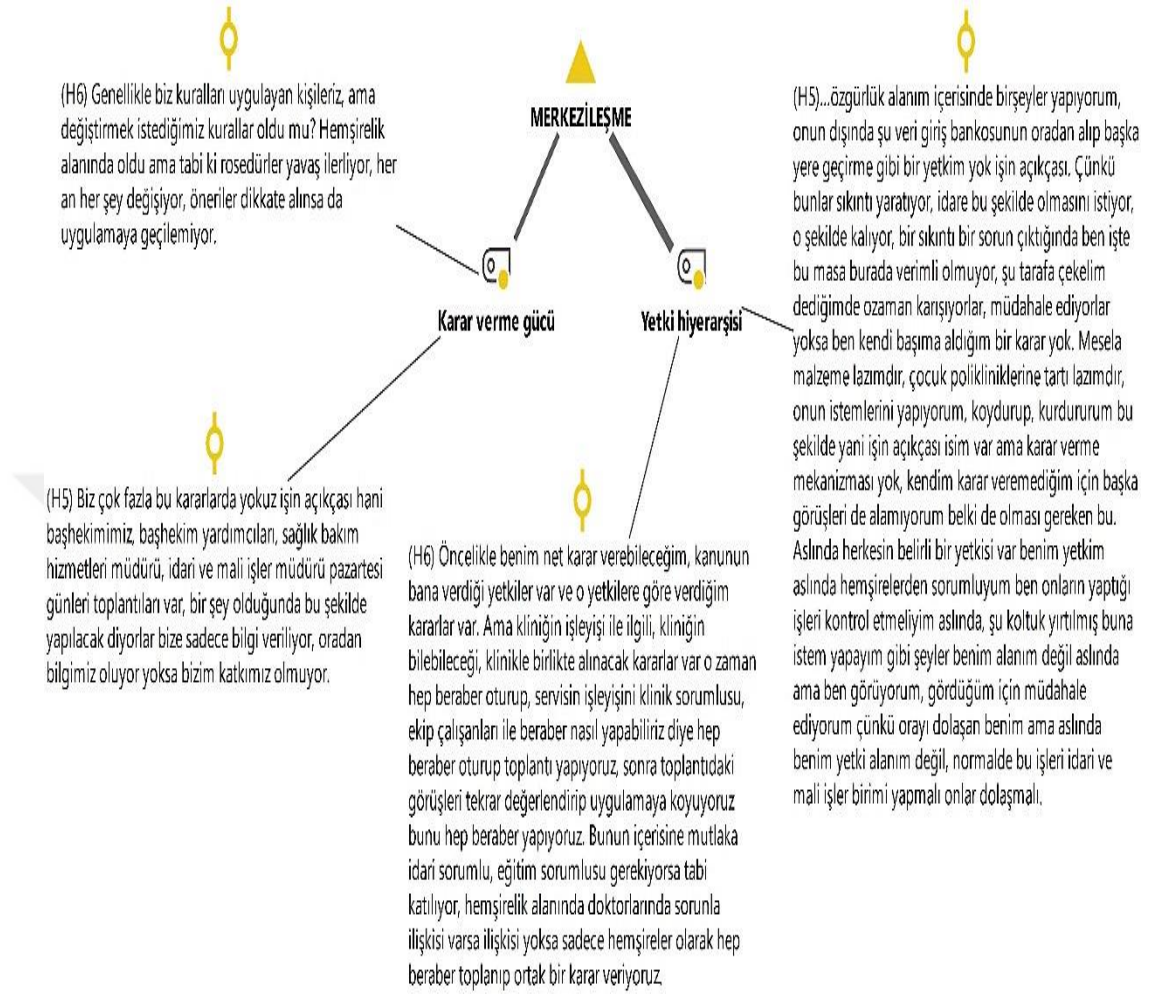 MERKEZİLEŞME
(H6) Genellikle biz kuralları uygulayan kişileriz, ama
değiştirmek istediğimiz kurallar oldu mu? Hemşirelik
alanında oldu ama tabi ki rosedürler yavaş ilerliyor, her
an her şey değişiyor, öneriler dikkate alınsa da
uygulamaya geçilemiyor.
Karar verme gücü
Yetki hiyerarşisi
(H5)...özgürlük alanım içerisinde birşeyler yapıyorum,
onun dışında şu veri giriş bankosunun oradan alıp başka
yere geçirme gibi bir yetkim yok işin açıkçası. Çünkü
bunlar sıkıntı yaratıyor, idare bu şekilde olmasını istiyor,
o şekilde kalıyor, bir sıkıntı bir sorun çıktığında ben işte
bu masa burada verimli olmuyor, şu tarafa çekelim
dediğimde ozaman karışıyorlar, müdahale ediyorlar
yoksa ben kendi başıma aldığım bir karar yok. Mesela
malzeme lazımdır, çocuk polikliniklerine tartı lazımdır,
onun istemlerini yapıyorum, koydurup, kurdururum bu
şekilde yani işin açıkçası isim var ama karar verme
mekanizması yok, kendim karar veremediğim için başka
görüşleri de alamıyorum belki de olması gereken bu.
Aslında herkesin belirli bir yetkisi var benim yetkim
aslında hemşirelerden sorumluyum ben onların yaptığı
işleri kontrol etmeliyim aslında, şu koltuk yırtılmış buna
istem yapayım gibi şeyler benim alanım değil aslında
ama ben görüyorum, gördüğüm için müdahale
ediyorum çünkü orayı dolaşan benim ama aslında
benim yetki alanım değil, normalde bu işleri idari ve
mali işler birimi yapmalı onlar dolaşmalı.
(H5) Biz çok fazla bu kararlarda yokuz işin açıkçası hani
başhekimimiz, başhekim yardımcıları, sağlık bakım
hizmetleri müdürü, idari ve mali işler müdürü pazartesi
günleri toplantıları var, bir şey olduğunda bu şekilde
yapılacak diyorlar bize sadece bilgi veriliyor, oradan
bilgimiz oluyor yoksa bizim katkımız olmuyor.
(H6) Öncelikle benim net karar verebileceğim, kanunun
bana verdiği yetkiler var ve o yetkilere göre verdiğim
kararlar var. Ama kliniğin işleyişi ile ilgili, kliniğin
bilebileceği, klinikle birlikte alınacak kararlar var o zaman
hep beraber oturup, servisin işleyişini klinik sorumlusu,
ekip çalışanları ile beraber nasıl yapabiliriz diye hep
beraber oturup toplantı yapıyoruz, sonra toplantıdaki
görüşleri tekrar değerlendirip uygulamaya koyuyoruz
bunu hep beraber yapıyoruz. Bunun içerisine mutlaka
idari sorumlu, eğitim sorumlusu gerekiyorsa tabi
katılıyor, hemşirelik alanında doktorlarında sorunla
ilişkisi varsa ilişkisi yoksa sadece hemşireler olarak hep
beraber toplanıp ortak bir karar veriyoruz.